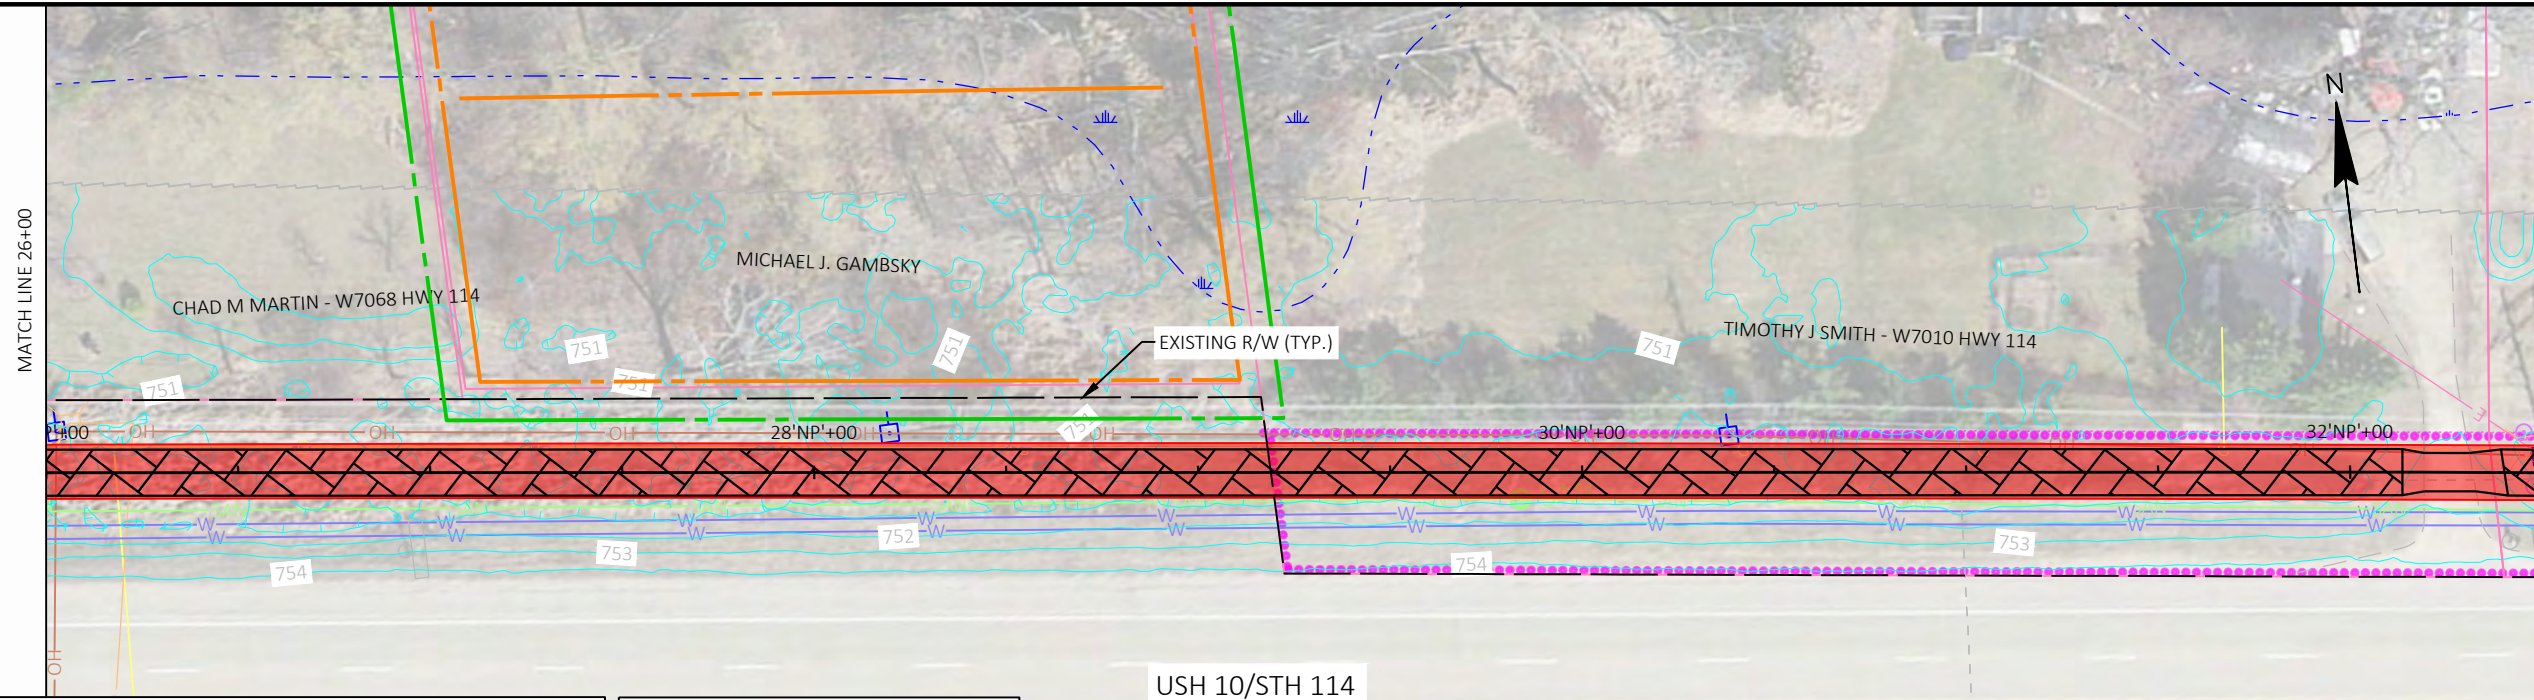 MATCH LINE 26+00
N
MICHAEL J. GAMBSKY
CHAD M MARTIN - W7068 HWY 114
TIMOTHY J SMITH - W7010 HWY 114
EXISTING R/W (TYP.)
751
751
751
751
751
28'NP'+00
30'NP'+00
32'NP'+00
OH
OH
OH
OH
OH
W W W W W W W W W W
W W W W W W W W W W
752
753
753
754
754
OH
E
USH 10/STH 114